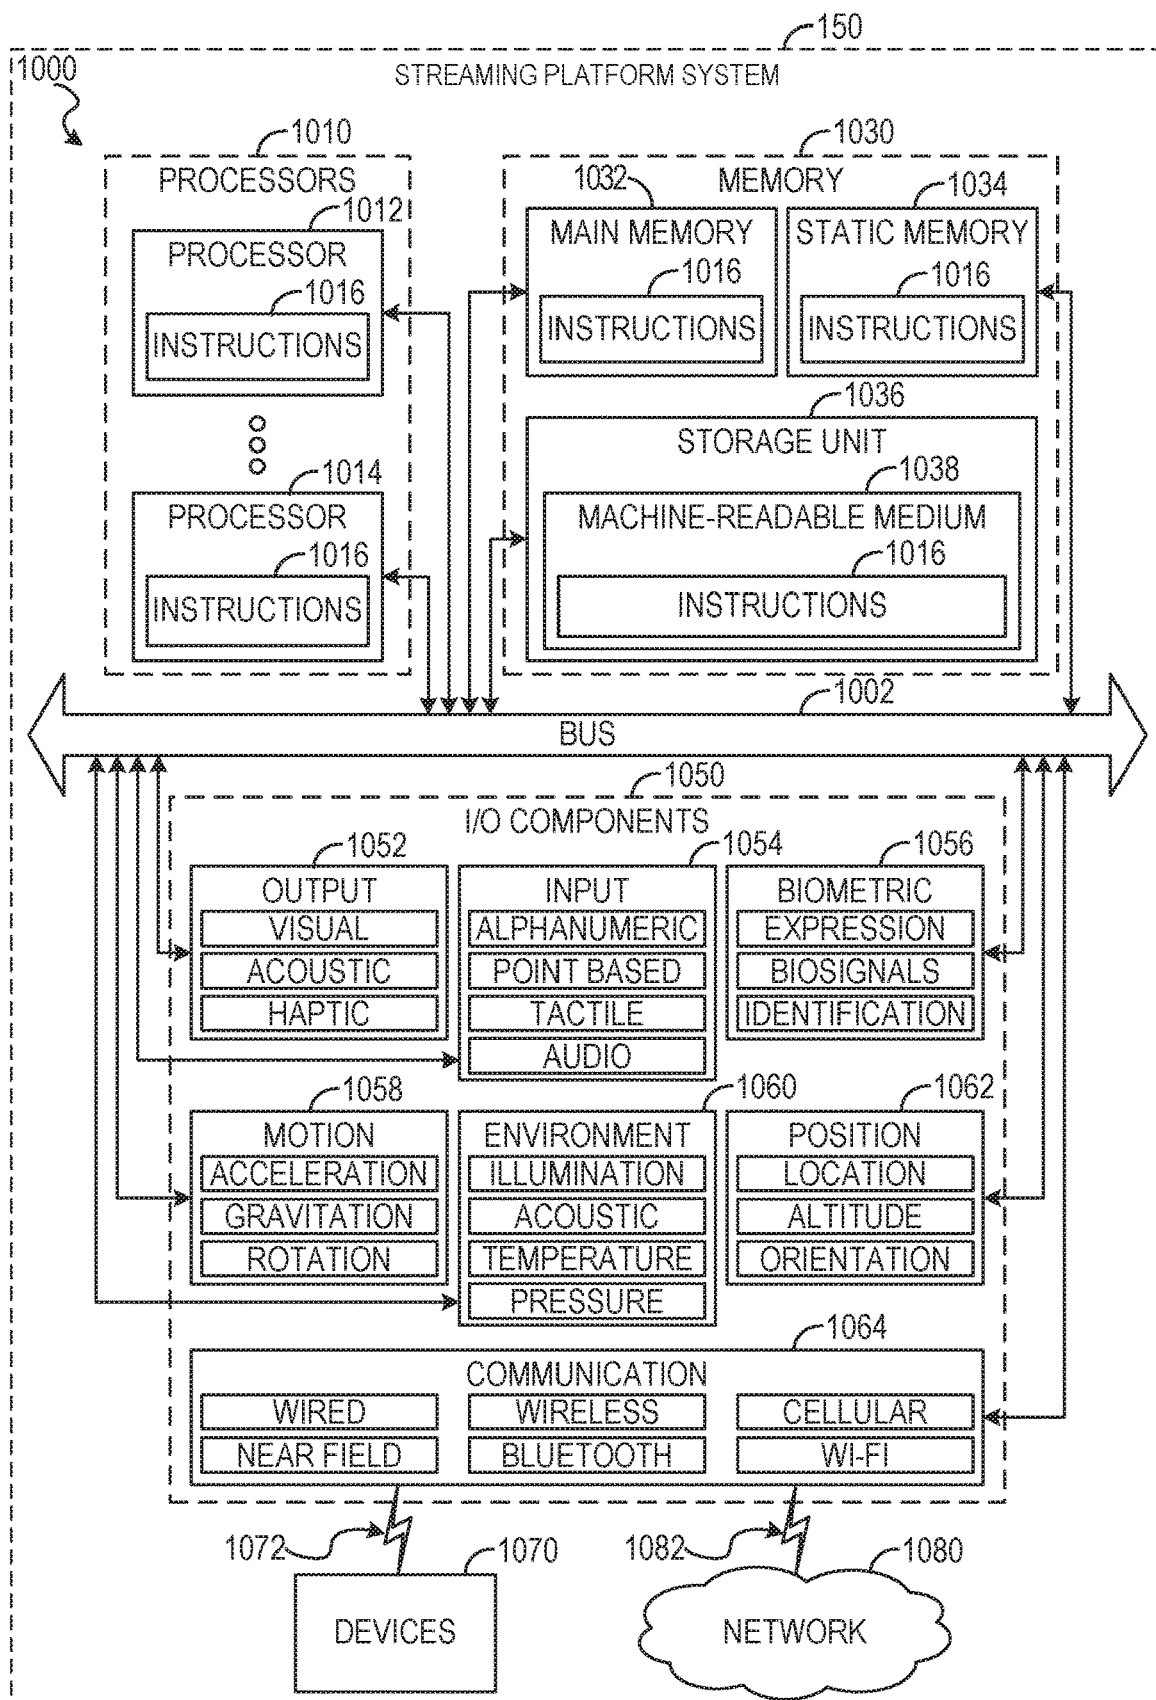 150
1000
STREAMING PLATFORM SYSTEM
1010
PROCESSORS
1012
PROCESSOR
1016
INSTRUCTIONS
1014
PROCESSOR
1016
INSTRUCTIONS
1030
MEMORY
1032
MAIN MEMORY
1016
INSTRUCTIONS
1034
STATIC MEMORY
1016
INSTRUCTIONS
1036
STORAGE UNIT
1038
MACHINE-READABLE MEDIUM
1016
INSTRUCTIONS
1002
BUS
1050
I/O COMPONENTS
1052
OUTPUT
VISUAL
ACOUSTIC
HAPTIC
1054
INPUT
ALPHANUMERIC
POINT BASED
TACTILE
AUDIO
1056
BIOMETRIC
EXPRESSION
BIOSIGNALS
IDENTIFICATION
1058
MOTION
ACCELERATION
GRAVITATION
ROTATION
1060
ENVIRONMENT
ILLUMINATION
ACOUSTIC
TEMPERATURE
PRESSURE
1062
POSITION
LOCATION
ALTITUDE
ORIENTATION
1064
COMMUNICATION
WIRED
WIRELESS
CELLULAR
NEAR FIELD
BLUETOOTH
WI-FI
1072
1070
DEVICES
1082
1080
NETWORK